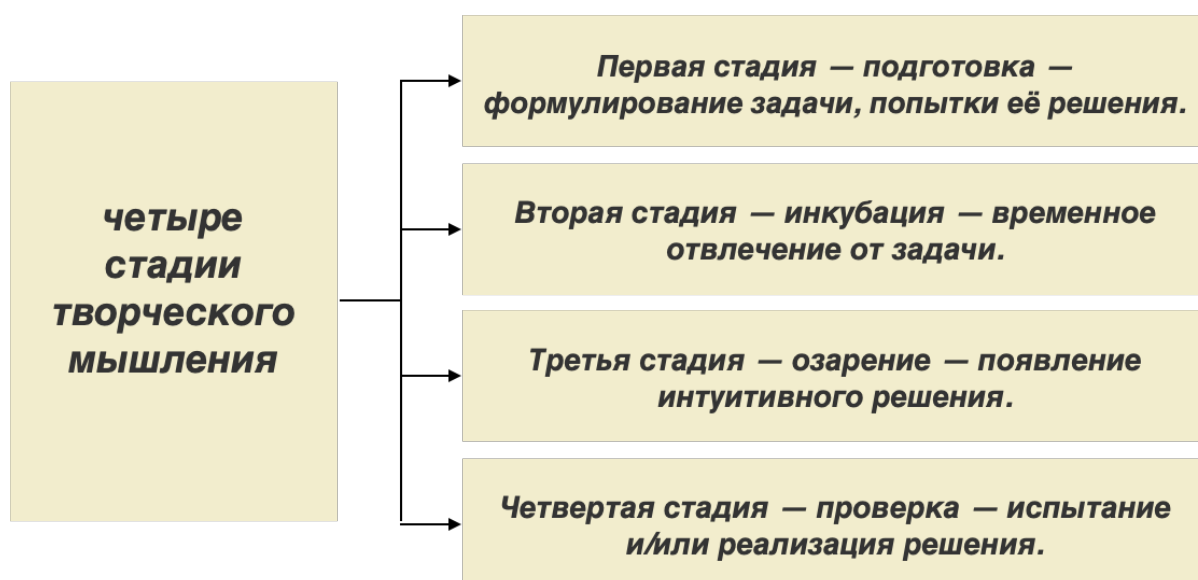 четыре
стадии
творческого
мышления
Первая стадия — подготовка —
формулирование задачи, попытки её решения.
Вторая стадия — инкубация — временное
отвлечение от задачи.
Третья стадия — озарение — появление
интуитивного решения.
Четвертая стадия — проверка — испытание
и/или реализация решения.